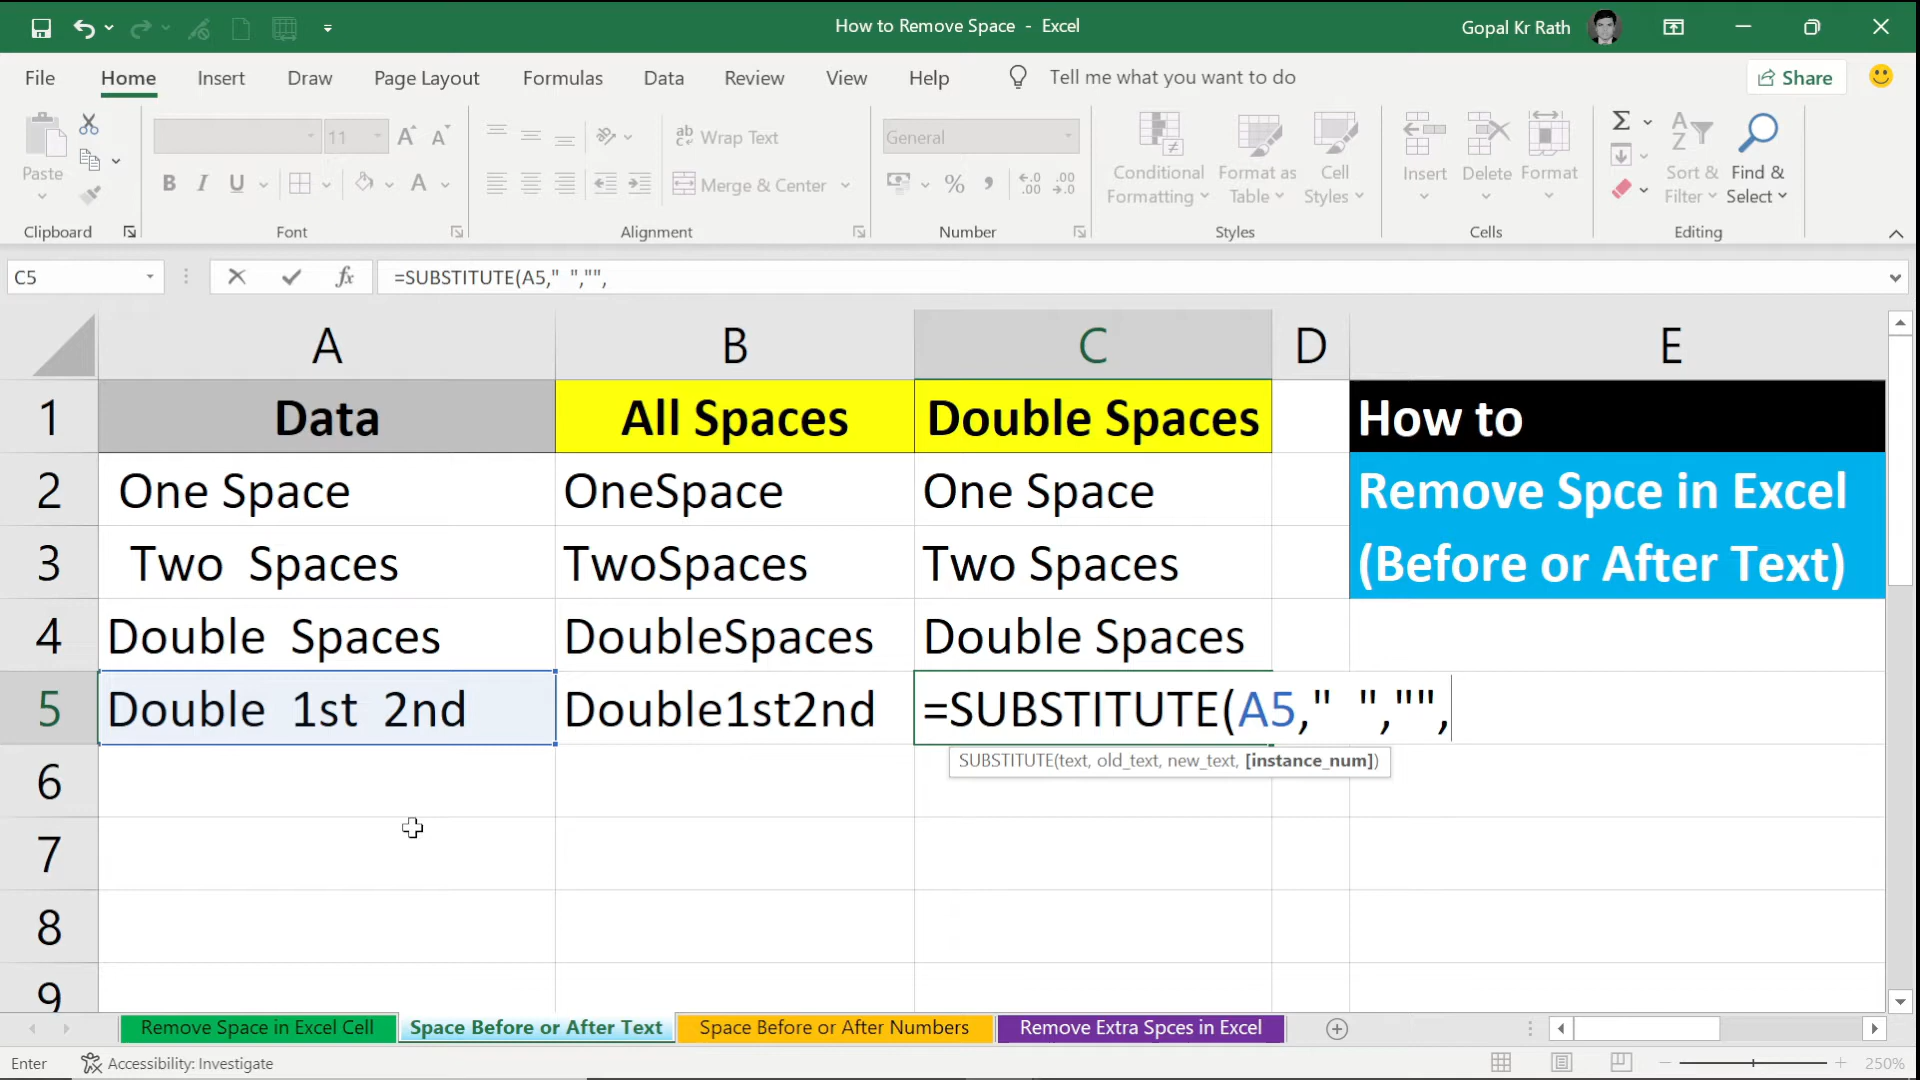 How to Remove Space - Excel
Gopal Kr Rath
File Home Insert Draw Page Layout Formulas Data Review View Help Tell me what you want to do Share
Paste
Clipboard
11
B I U A
Font
Wrap Text
Merge & Center
Alignment
General
Number
Conditional Formatting
Format as Table
Cell Styles
Styles
Insert Delete Format
Cells
Sort & Filter
Find & Select
Editing
C5
fx
=SUBSTITUTE(A5,"  ","",
A B C D E
1 Data All Spaces Double Spaces How to
2 One Space OneSpace One Space Remove Spce in Excel
3 Two  Spaces TwoSpaces Two Spaces (Before or After Text)
4 Double  Spaces DoubleSpaces Double Spaces
5 Double  1st  2nd Double1st2nd =SUBSTITUTE(A5,"  ","",
SUBSTITUTE(text, old_text, new_text, [instance_num])
6
7
8
9
Remove Space in Excel Cell Space Before or After Text Space Before or After Numbers Remove Extra Spces in Excel
Enter Accessibility: Investigate 250%